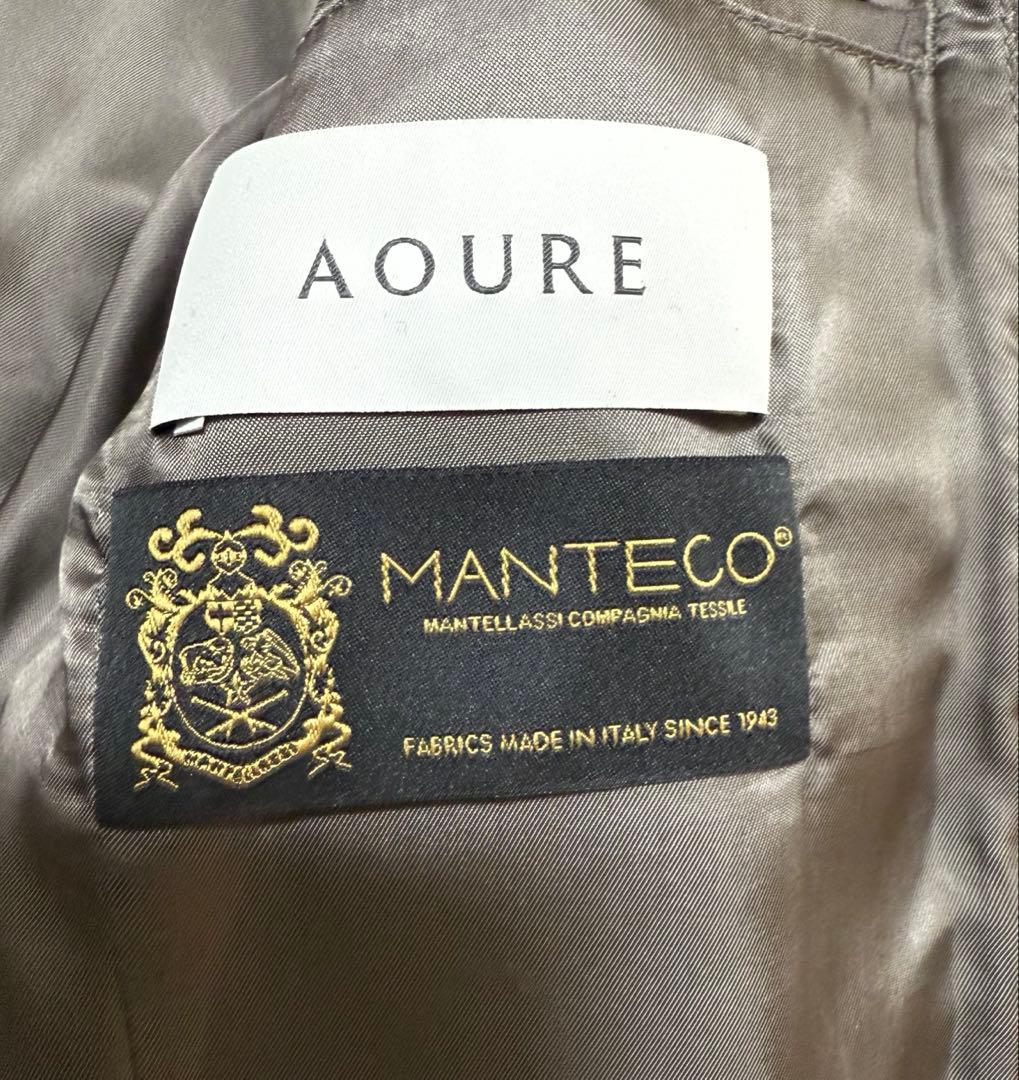 AOURE
MANTECO®
MANTELLASSI COMPAGNIA TESSILE
FABRICS MADE IN ITALY SINCE 1943